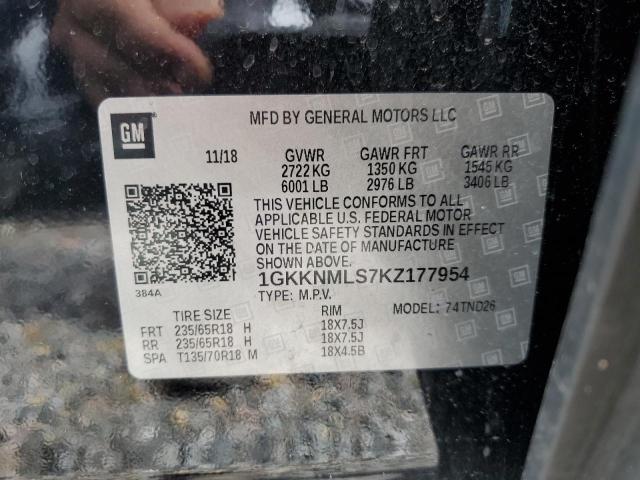 GM
MFD BY GENERAL MOTORS LLC
11/18 GVWR GAWR FRT GAWR RR
2722 KG 1350 KG 1545 KG
6001 LB 2976 LB 3406 LB
THIS VEHICLE CONFORMS TO ALL
APPLICABLE U.S. FEDERAL MOTOR
VEHICLE SAFETY STANDARDS IN EFFECT
ON THE DATE OF MANUFACTURE
SHOWN ABOVE.
384A
1GKKNMLS7KZ177954
TYPE: M.P.V. MODEL: 74TND26
TIRE SIZE RIM
FRT 235/65R18 H 18X7.5J
RR 235/65R18 H 18X7.5J
SPA T135/70R18 M 18X4.5B